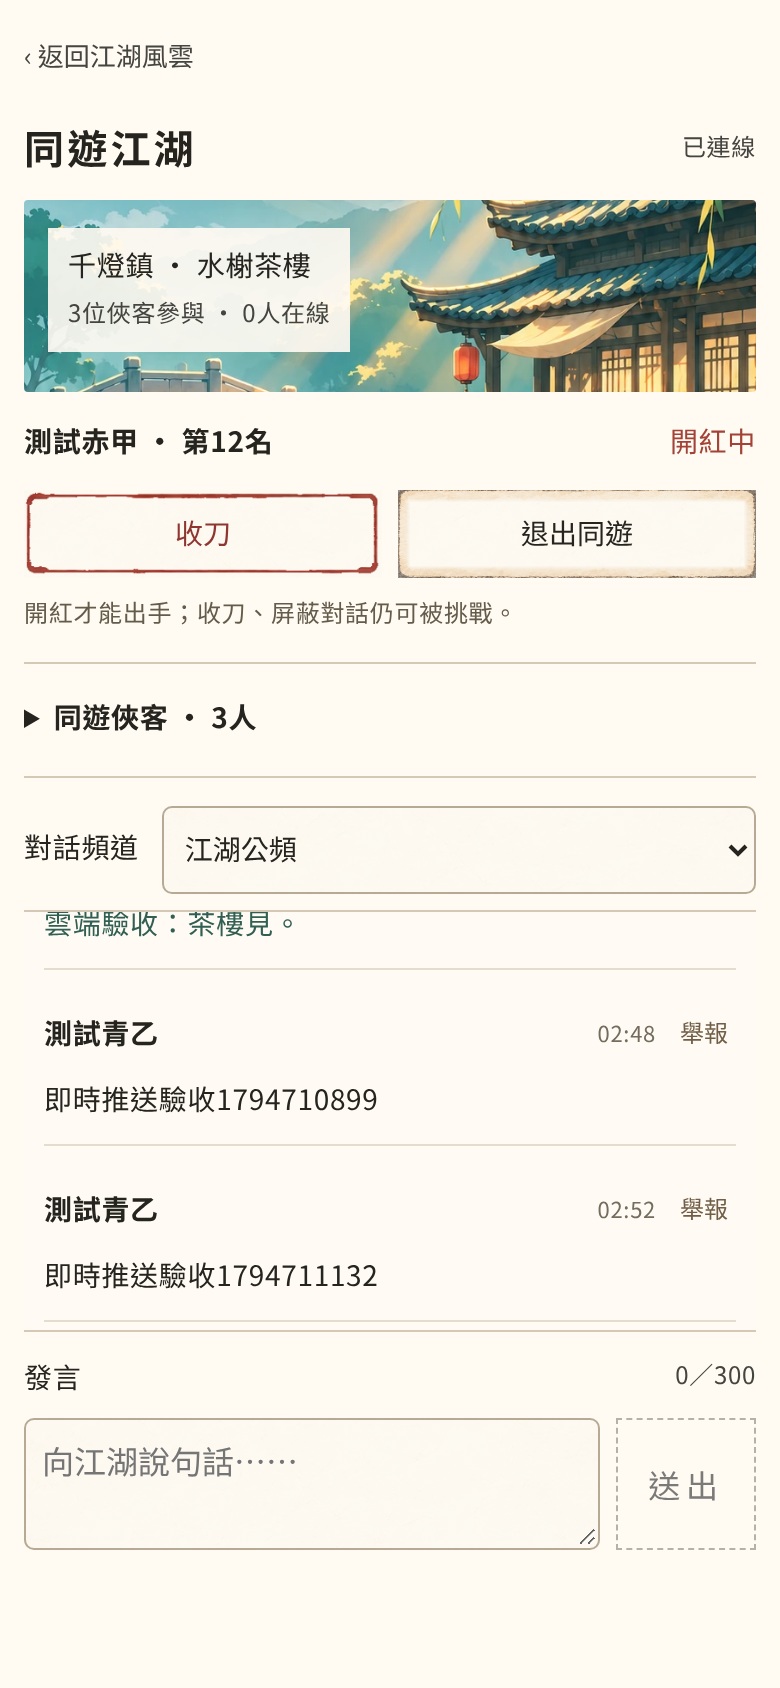 ‹ 返回江湖風雲
同遊江湖
已連線
千燈鎮 · 水榭茶樓
3位俠客參與 · 0人在線
測試赤甲 · 第12名
開紅中
收刀
退出同遊
開紅才能出手；收刀、屏蔽對話仍可被挑戰。
▶ 同遊俠客 · 3人
對話頻道
江湖公頻
雲端驗收：茶樓見。
測試青乙
02:48 舉報
即時推送驗收1794710899
測試青乙
02:52 舉報
即時推送驗收1794711132
發言
0／300
向江湖說句話……
送出